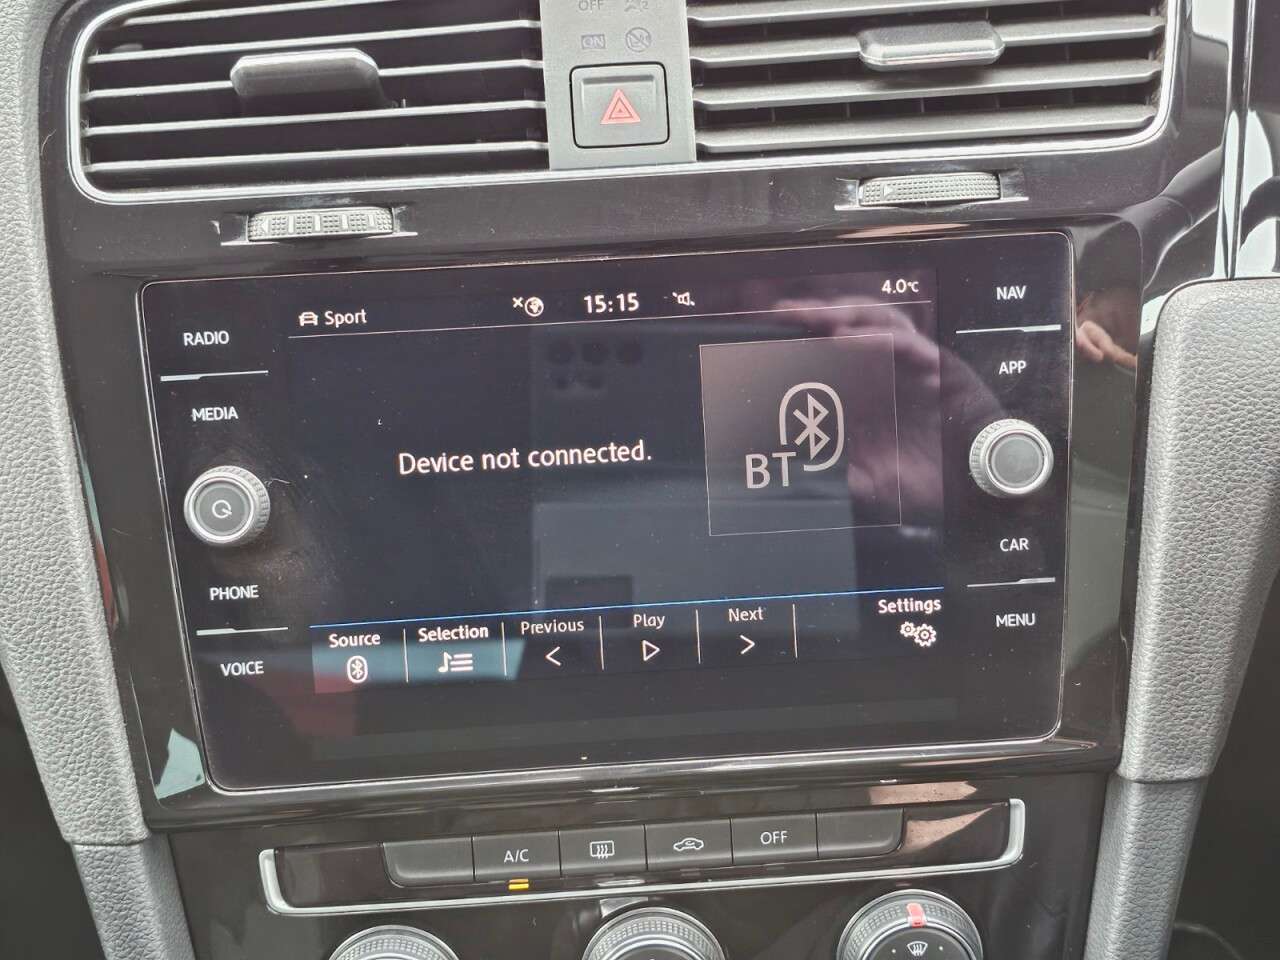 OFF
ON
RADIO
MEDIA
PHONE
VOICE
Sport
15:15
4.0°C
Device not connected.
BT
Source
Selection
Previous
Play
Next
Settings
NAV
APP
CAR
MENU
A/C
OFF